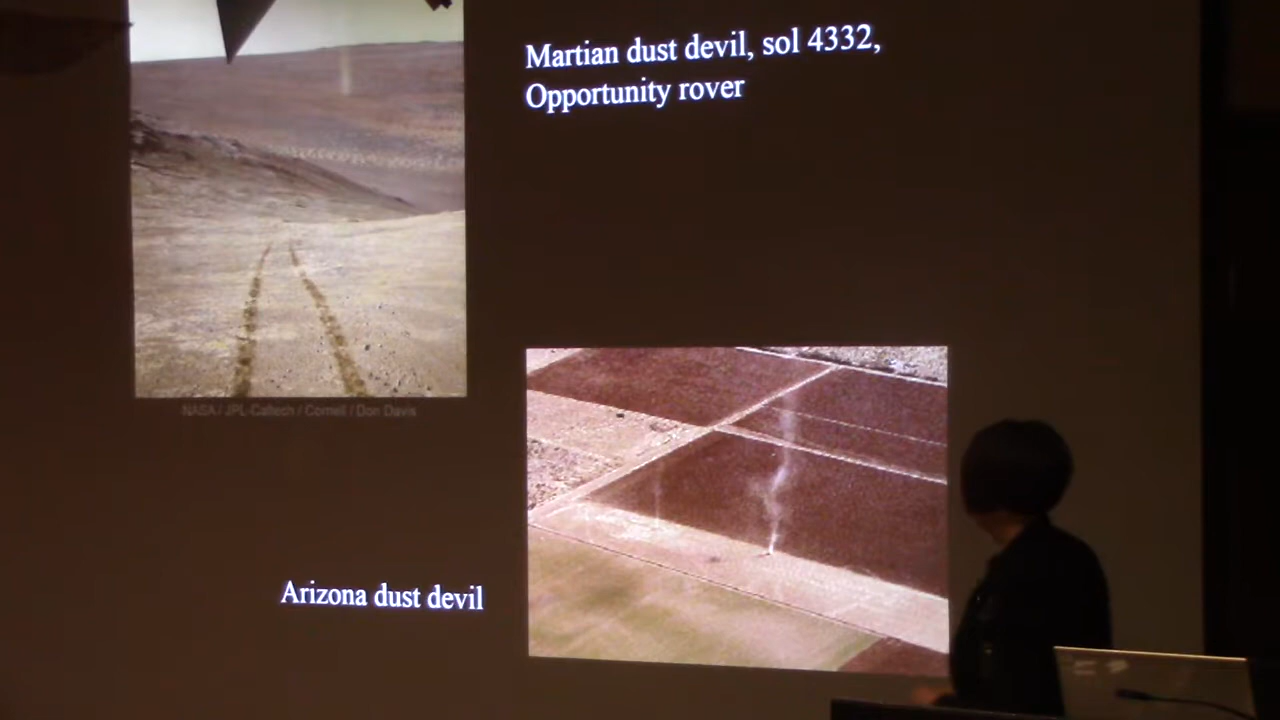 Martian dust devil, sol 4332,
Opportunity rover
NASA / JPL-Caltech / Cornell / Don Davis
Arizona dust devil